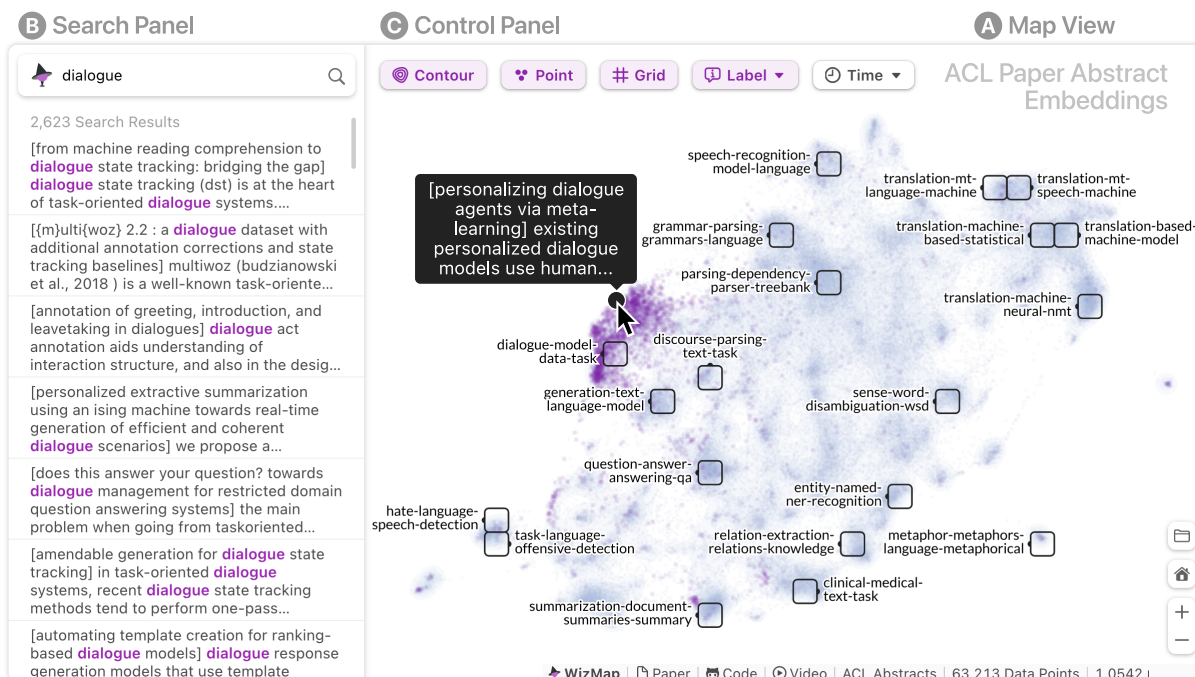 B Search Panel
C Control Panel
A Map View
dialogue
Contour
Point
Grid
Label
Time
ACL Paper Abstract
Embeddings
2,623 Search Results
[from machine reading comprehension to
dialogue state tracking: bridging the gap]
dialogue state tracking (dst) is at the heart
of task-oriented dialogue systems....
[{m}ulti{woz} 2.2 : a dialogue dataset with
additional annotation corrections and state
tracking baselines] multiwoz (budzianowski
et al., 2018 ) is a well-known task-oriente...
[annotation of greeting, introduction, and
leavetaking in dialogues] dialogue act
annotation aids understanding of
interaction structure, and also in the desig...
[personalized extractive summarization
using an ising machine towards real-time
generation of efficient and coherent
dialogue scenarios] we propose a...
[does this answer your question? towards
dialogue management for restricted domain
question answering systems] the main
problem when going from taskoriented...
[amendable generation for dialogue state
tracking] in task-oriented dialogue
systems, recent dialogue state tracking
methods tend to perform one-pass...
[automating template creation for ranking-
based dialogue models] dialogue response
generation models that use template
[personalizing dialogue
agents via meta-
learning] existing
personalized dialogue
models use human...
speech-recognition-
model-language
translation-mt-
language-machine
translation-mt-
speech-machine
grammar-parsing-
grammars-language
translation-machine-
based-statistical
translation-based-
machine-model
parsing-dependency-
parser-treebank
translation-machine-
neural-nmt
dialogue-model-
data-task
discourse-parsing-
text-task
generation-text-
language-model
sense-word-
disambiguation-wsd
question-answer-
answering-qa
entity-named-
ner-recognition
hate-language-
speech-detection
task-language-
offensive-detection
relation-extraction-
relations-knowledge
metaphor-metaphors-
language-metaphorical
clinical-medical-
text-task
summarization-document-
summaries-summary
WizMap | Paper | Code | Video | ACL Abstracts | 63,213 Data Points | 1.0542